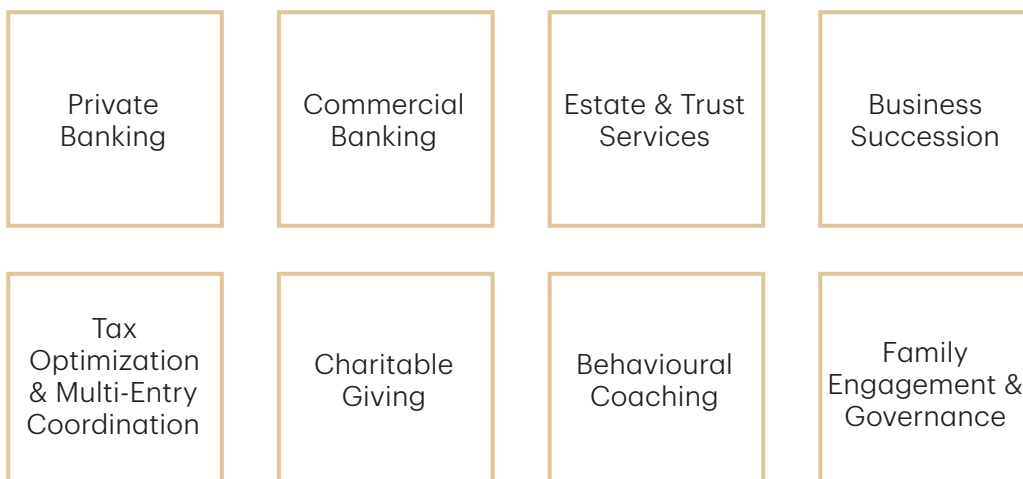 Private
Banking
Commercial
Banking
Estate & Trust
Services
Business
Succession
Tax
Optimization
& Multi-Entry
Coordination
Charitable
Giving
Behavioural
Coaching
Family
Engagement &
Governance